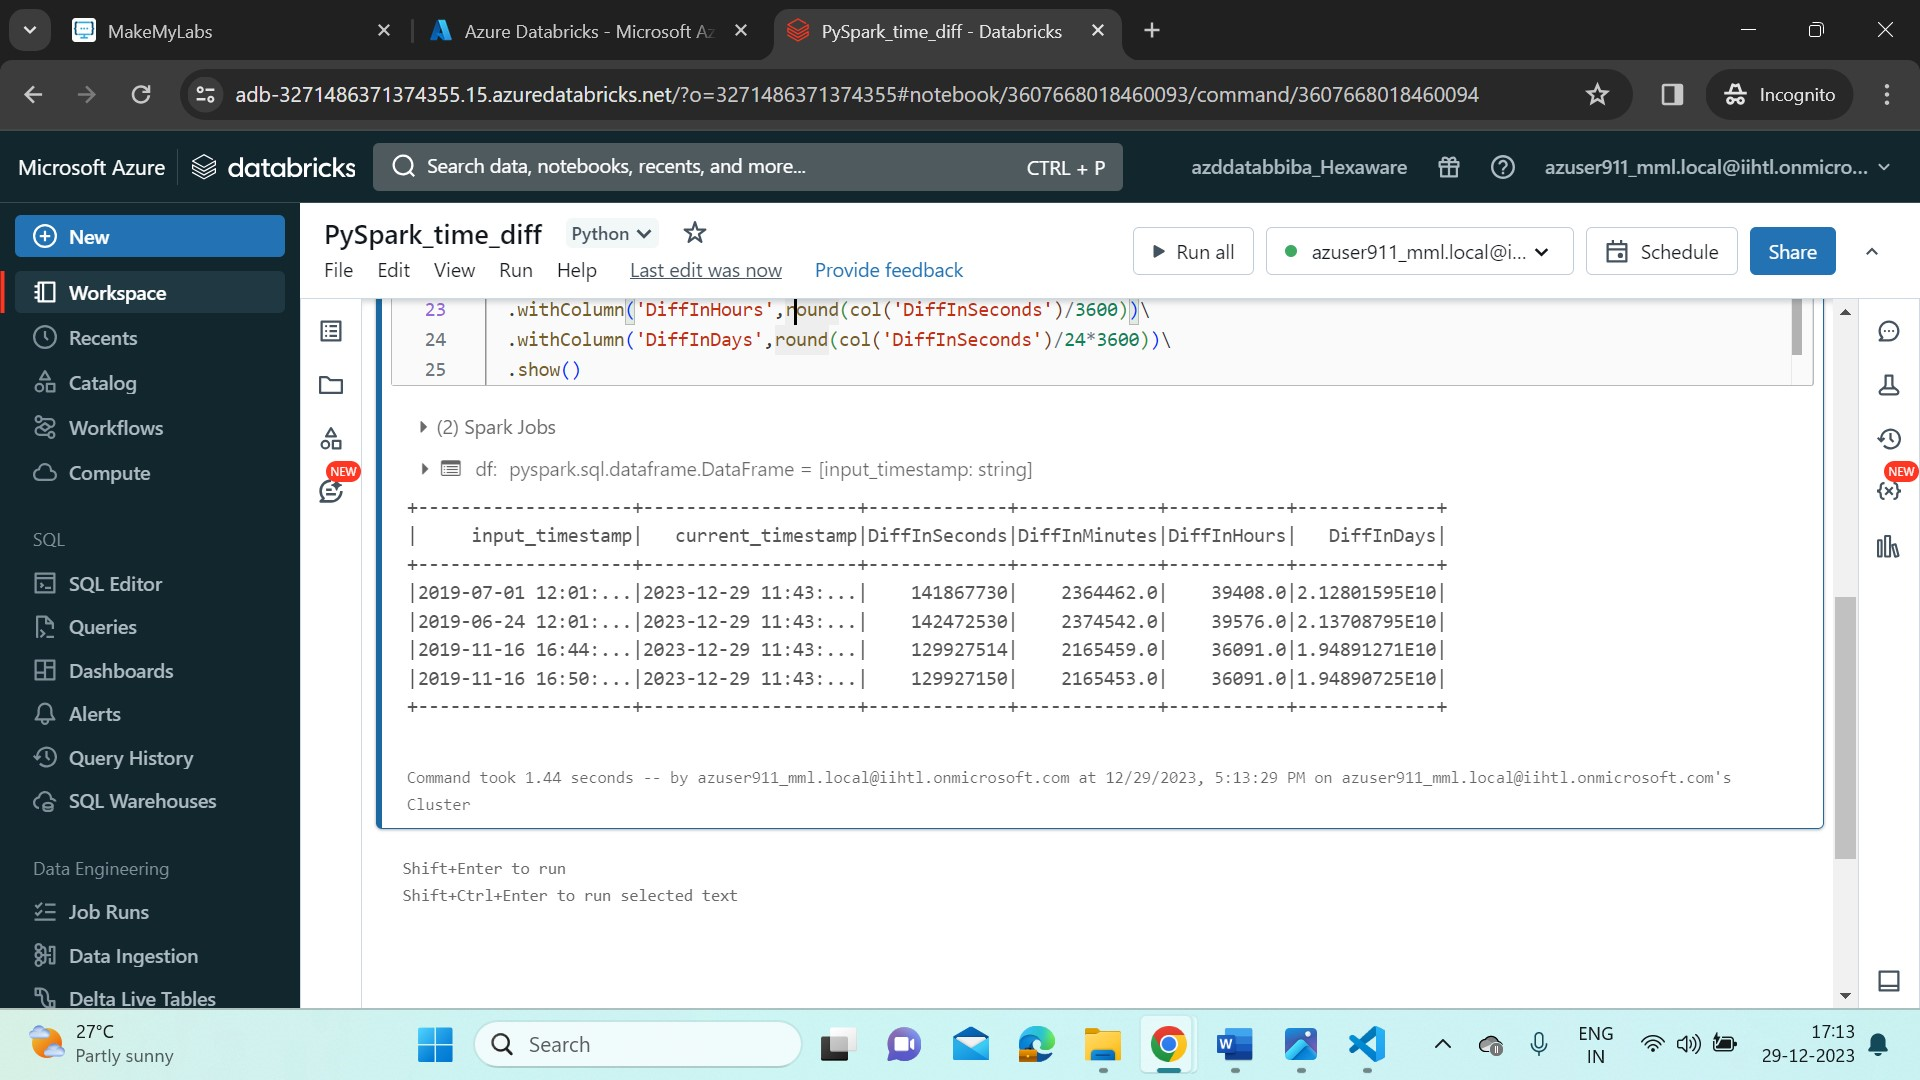 MakeMyLabs
Azure Databricks - Microsoft Az
PySpark_time_diff - Databricks
adb-3271486371374355.15.azuredatabricks.net/?o=3271486371374355#notebook/3607668018460093/command/3607668018460094
Incognito
Microsoft Azure
databricks
Search data, notebooks, recents, and more...
CTRL + P
azddatabbiba_Hexaware
azuser911_mml.local@iihtl.onmicro...
New
Workspace
Recents
Catalog
Workflows
Compute
SQL
SQL Editor
Queries
Dashboards
Alerts
Query History
SQL Warehouses
Data Engineering
Job Runs
Data Ingestion
Delta Live Tables
PySpark_time_diff
Python
File Edit View Run Help Last edit was now Provide feedback
Run all
azuser911_mml.local@i...
Schedule
Share
NEW
NEW
23 .withColumn('DiffInHours',round(col('DiffInSeconds')/3600))\
24 .withColumn('DiffInDays',round(col('DiffInSeconds')/24*3600))\
25 .show()
(2) Spark Jobs
df: pyspark.sql.dataframe.DataFrame = [input_timestamp: string]
+--------------------+--------------------+-------------+-------------+-----------+-------------+
|     input_timestamp|   current_timestamp|DiffInSeconds|DiffInMinutes|DiffInHours|   DiffInDays|
+--------------------+--------------------+-------------+-------------+-----------+-------------+
|2019-07-01 12:01:...|2023-12-29 11:43:...|    141867730|    2364462.0|    39408.0|2.12801595E10|
|2019-06-24 12:01:...|2023-12-29 11:43:...|    142472530|    2374542.0|    39576.0|2.13708795E10|
|2019-11-16 16:44:...|2023-12-29 11:43:...|    129927514|    2165459.0|    36091.0|1.94891271E10|
|2019-11-16 16:50:...|2023-12-29 11:43:...|    129927150|    2165453.0|    36091.0|1.94890725E10|
+--------------------+--------------------+-------------+-------------+-----------+-------------+
Command took 1.44 seconds -- by azuser911_mml.local@iihtl.onmicrosoft.com at 12/29/2023, 5:13:29 PM on azuser911_mml.local@iihtl.onmicrosoft.com's
Cluster
Shift+Enter to run
Shift+Ctrl+Enter to run selected text
27°C
Partly sunny
Search
ENG
IN
17:13
29-12-2023